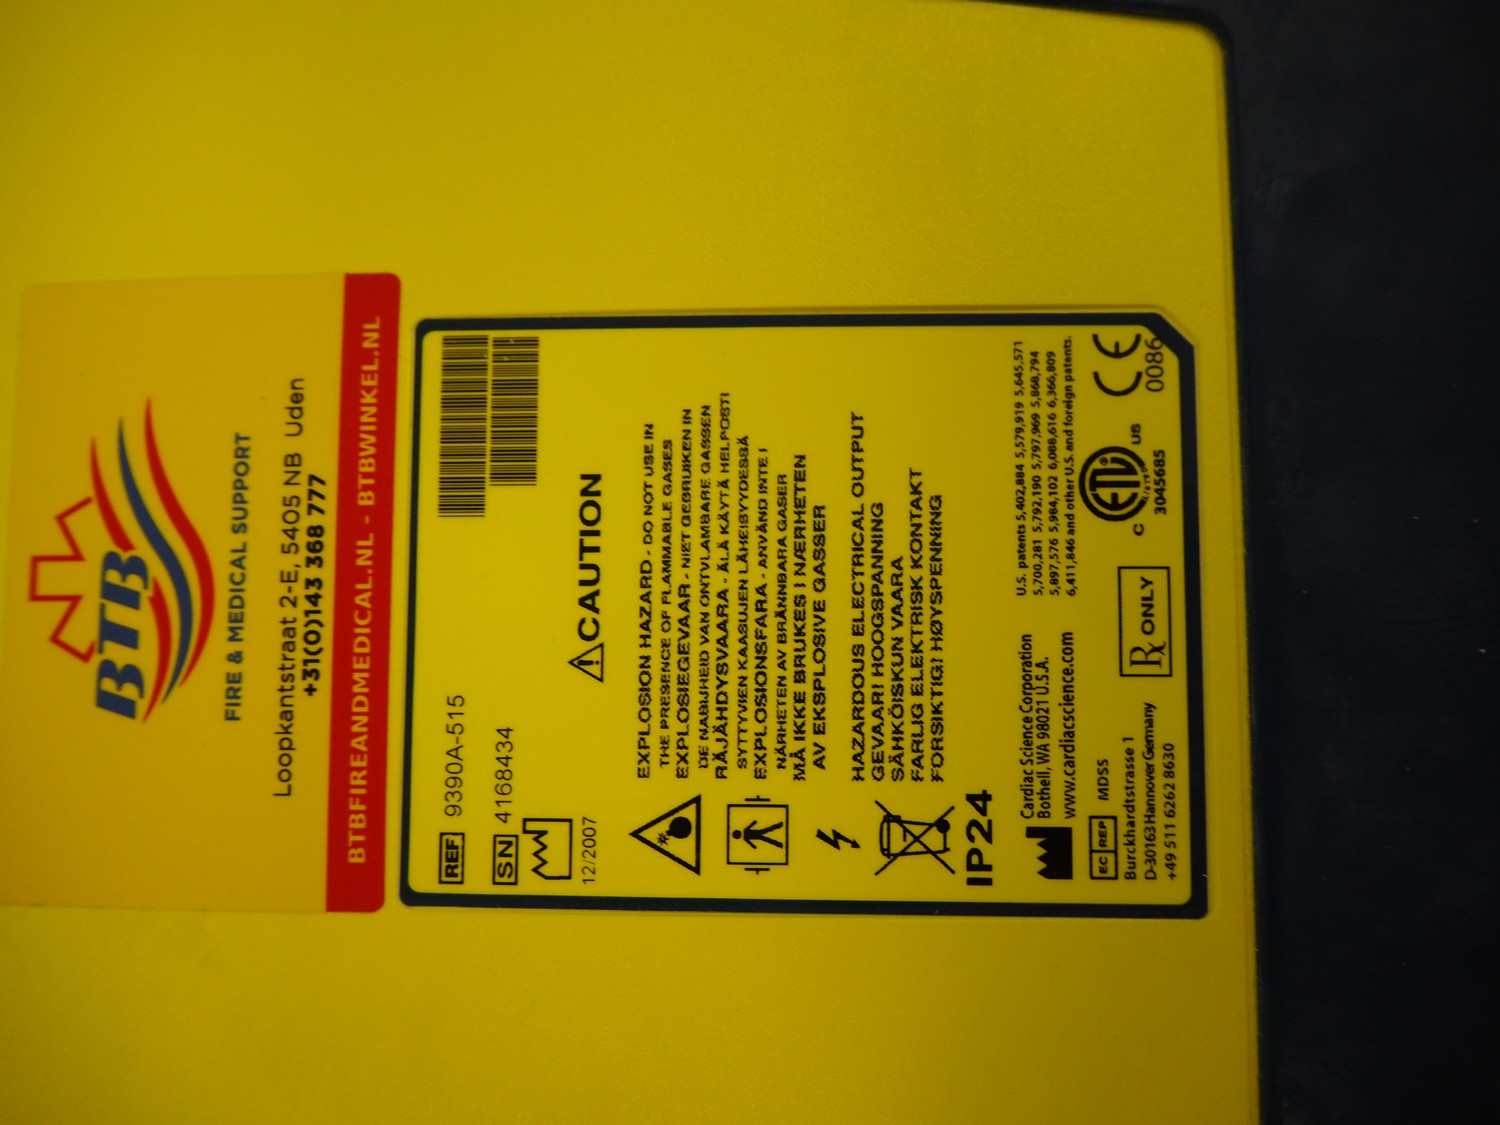 BTB
FIRE & MEDICAL SUPPORT
Loopkantstraat 2-E, 5405 NB Uden
+31(0)143 368 777
BTBFIREANDMEDICAL.NL - BTBWINKEL.NL
REF 9390A-515
SN 4168434
12/2007
CAUTION
EXPLOSION HAZARD - DO NOT USE IN
THE PRESENCE OF FLAMMABLE GASES
EXPLOSIEGEVAAR - NIET GEBRUIKEN IN
DE NABIJHEID VAN ONTVLAMBARE GASSEN
RÄJÄHDYSVAARA - ÄLÄ KÄYTÄ HELPOSTI
SYTTYVIEN KAASUJEN LÄHEISYYDESSÄ
EXPLOSIONSFARA - ANVÄND INTE I
NÄRHETEN AV BRÄNNBARA GASER
MÅ IKKE BRUKES I NÆRHETEN
AV EKSPLOSIVE GASSER
HAZARDOUS ELECTRICAL OUTPUT
GEVAAR! HOOGSPANNING
SÄHKÖISKUN VAARA
FARLIG ELEKTRISK KONTAKT
FORSIKTIG! HØYSPENNING
IP24
Cardiac Science Corporation
Bothell, WA 98021 U.S.A.
www.cardiacscience.com
U.S. patents 5,402,884 5,579,919 5,645,571
5,700,281 5,792,190 5,797,969 5,868,794
5,897,576 5,984,102 6,088,616 6,366,809
6,411,846 and other U.S. and foreign patents.
EC REP MDSS
Burckhardtstrasse 1
D-30163 Hannover Germany
+49 511 6262 8630
Rx ONLY
C ETL US
LISTED
3045685
CE
0086